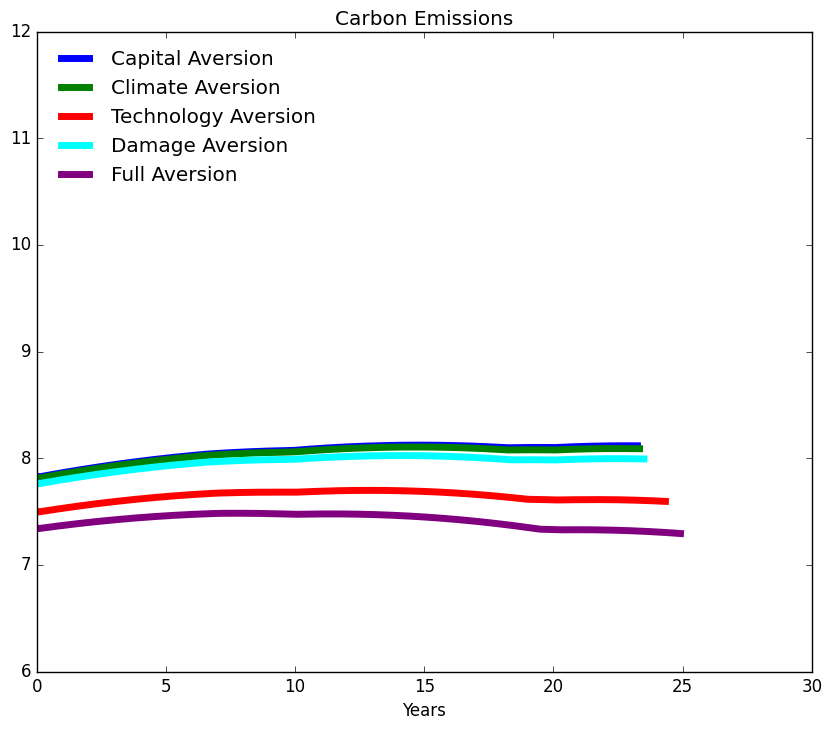 Carbon Emissions
12
11
10
9
8
7
6
Capital Aversion
Climate Aversion
Technology Aversion
Damage Aversion
Full Aversion
0 5 10 15 20 25 30
Years